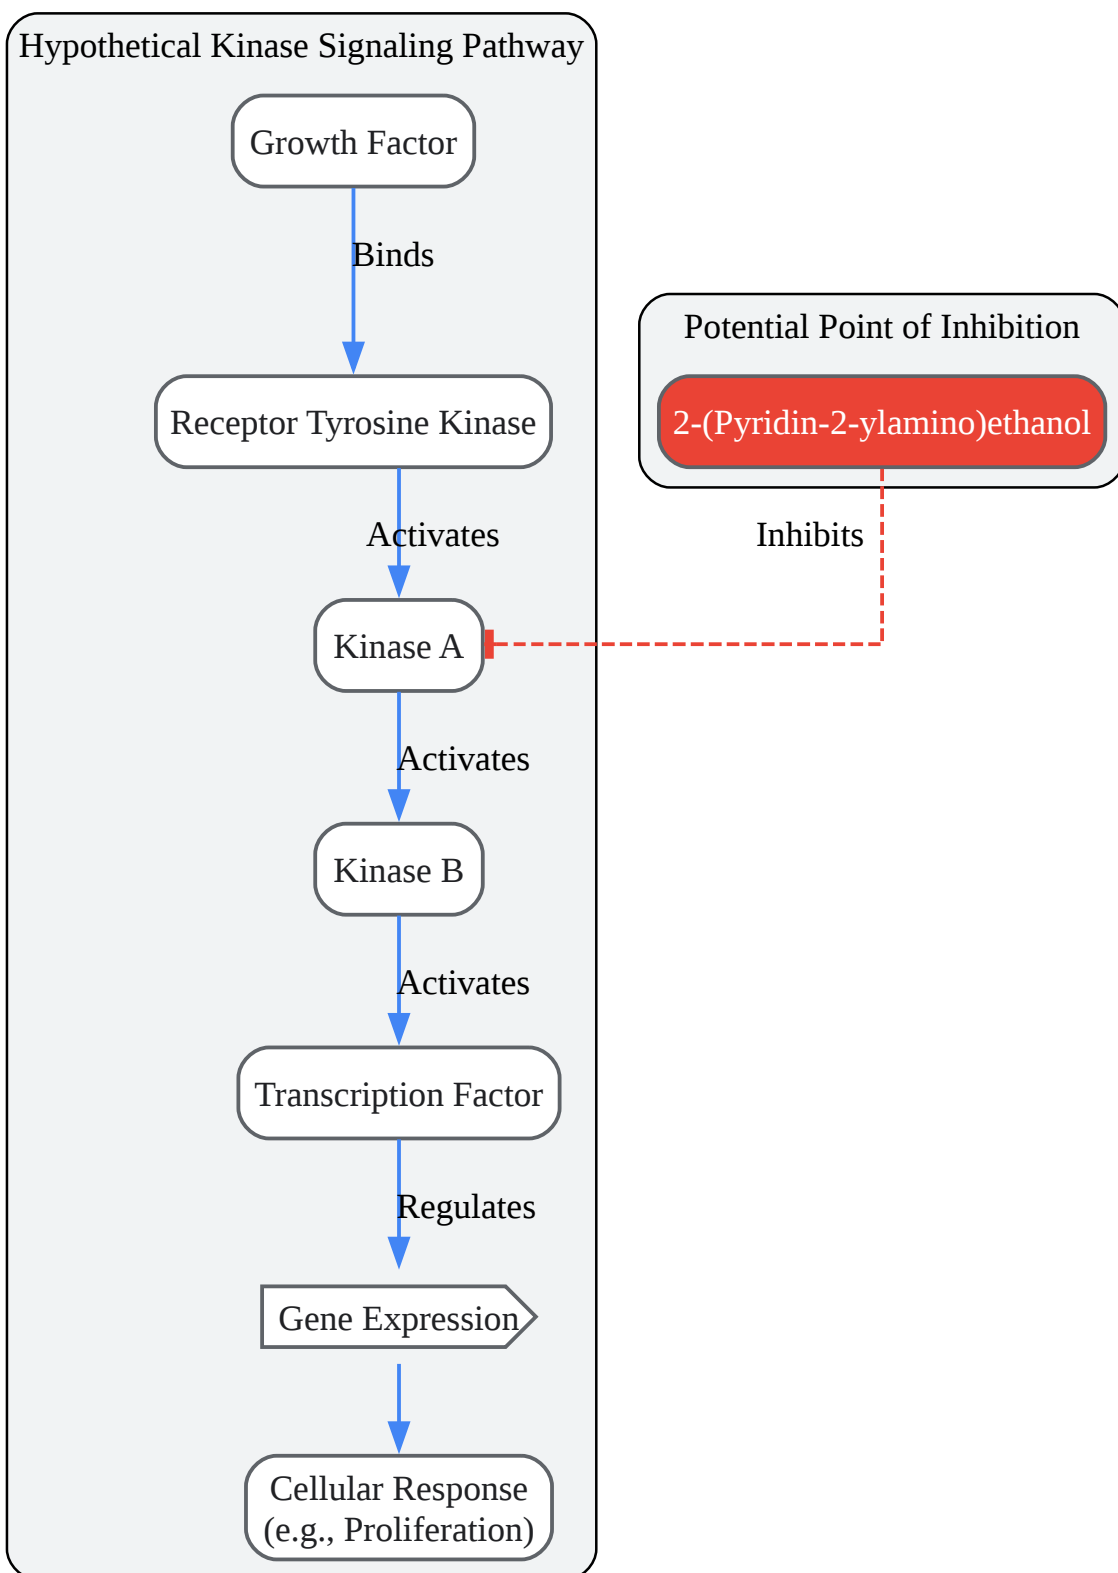 Hypothetical Kinase Signaling Pathway
Growth Factor
Binds
Receptor Tyrosine Kinase
Activates
Kinase A
Activates
Kinase B
Activates
Transcription Factor
Regulates
Gene Expression
Cellular Response
(e.g., Proliferation)
Potential Point of Inhibition
2-(Pyridin-2-ylamino)ethanol
Inhibits